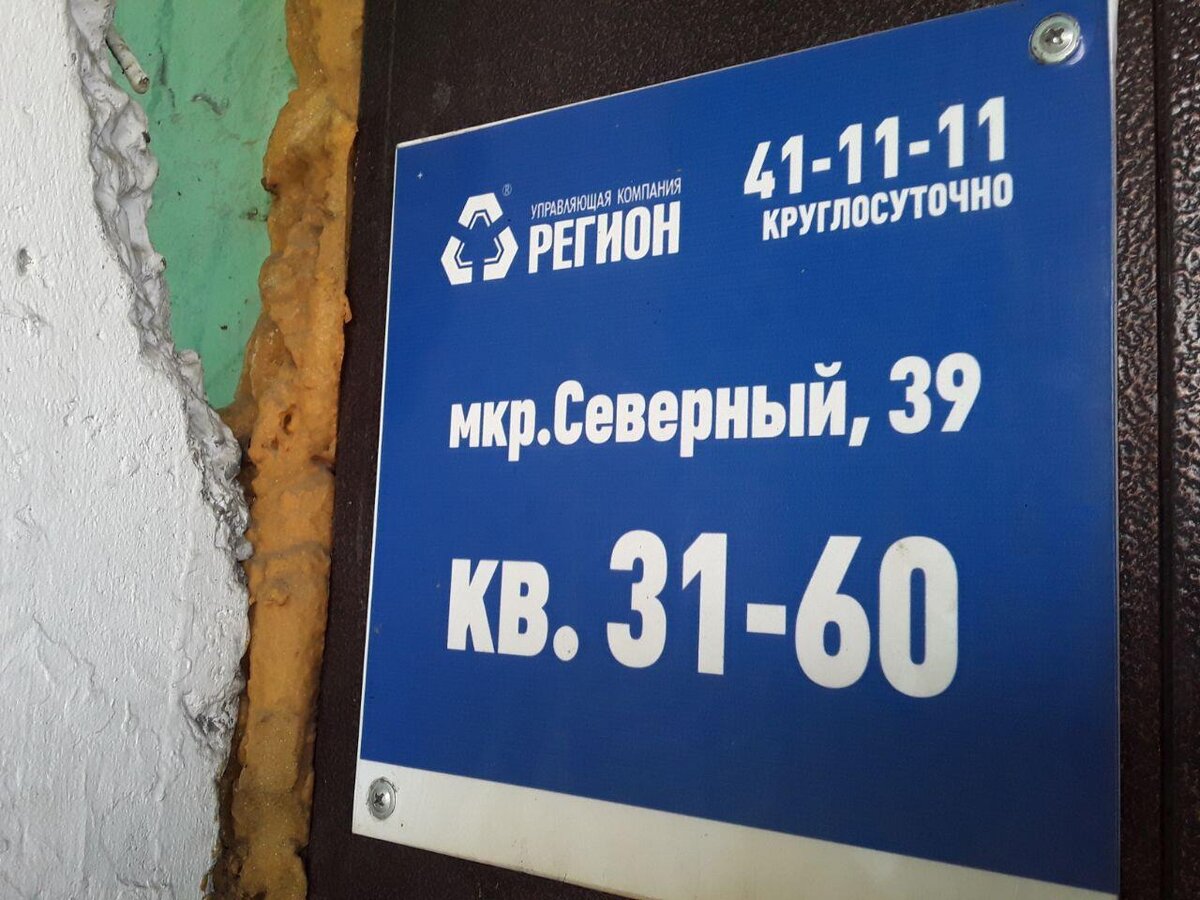 ®
УПРАВЛЯЮЩАЯ КОМПАНИЯ
РЕГИОН
41-11-11
КРУГЛОСУТОЧНО
мкр.Северный, 39
кв. 31-60